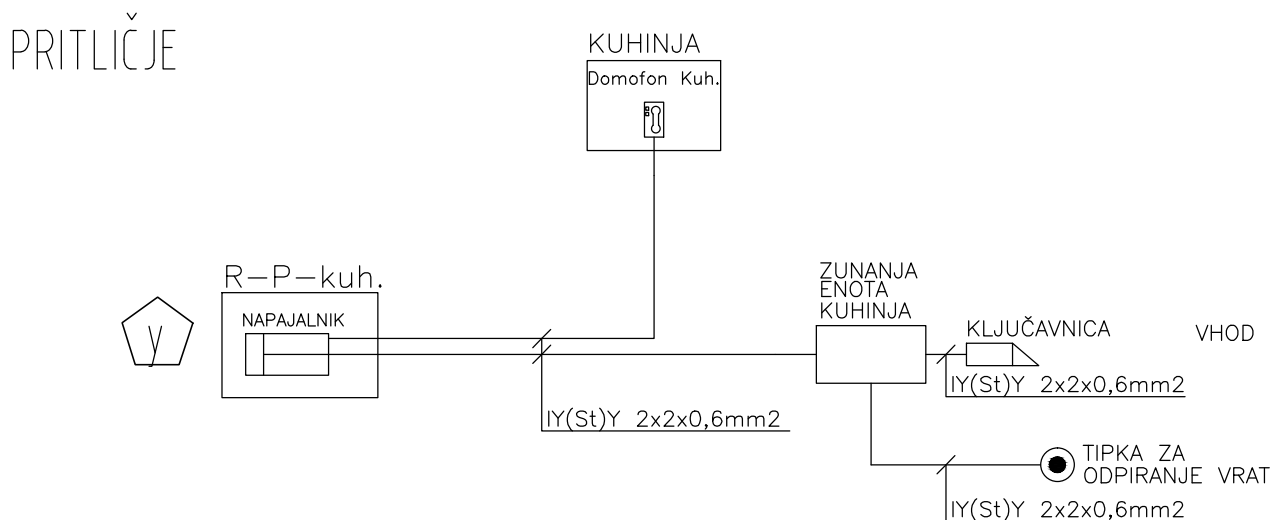 PRITLIČJE
KUHINJA
Domofon Kuh.
R-P-kuh.
NAPAJALNIK
y
ZUNANJA
ENOTA
KUHINJA
KLJUČAVNICA
VHOD
IY(St)Y 2x2x0,6mm2
IY(St)Y 2x2x0,6mm2
TIPKA ZA
ODPIRANJE VRAT
IY(St)Y 2x2x0,6mm2